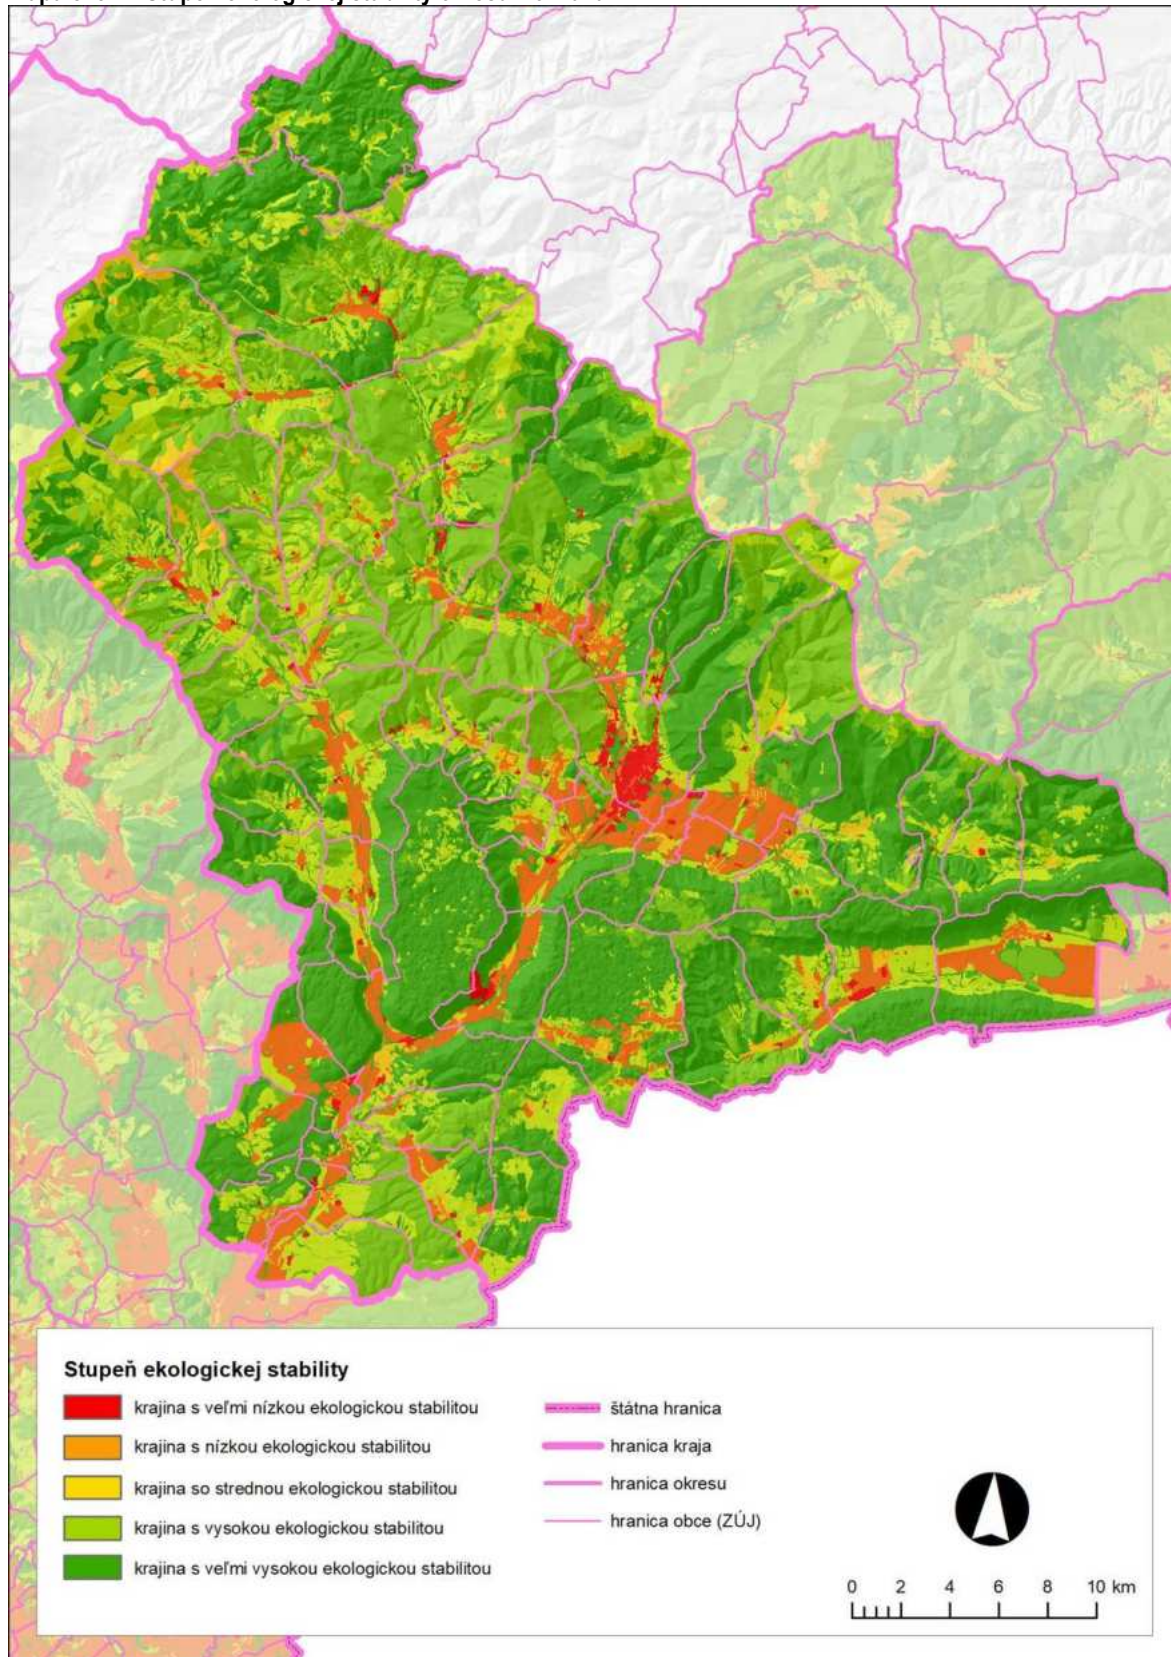 Stupeň ekologickej stability
krajina s veľmi nízkou ekologickou stabilitou
krajina s nízkou ekologickou stabilitou
krajina so strednou ekologickou stabilitou
krajina s vysokou ekologickou stabilitou
krajina s veľmi vysokou ekologickou stabilitou
štátna hranica
hranica kraja
hranica okresu
hranica obce (ZÚJ)
0 2 4 6 8 10 km